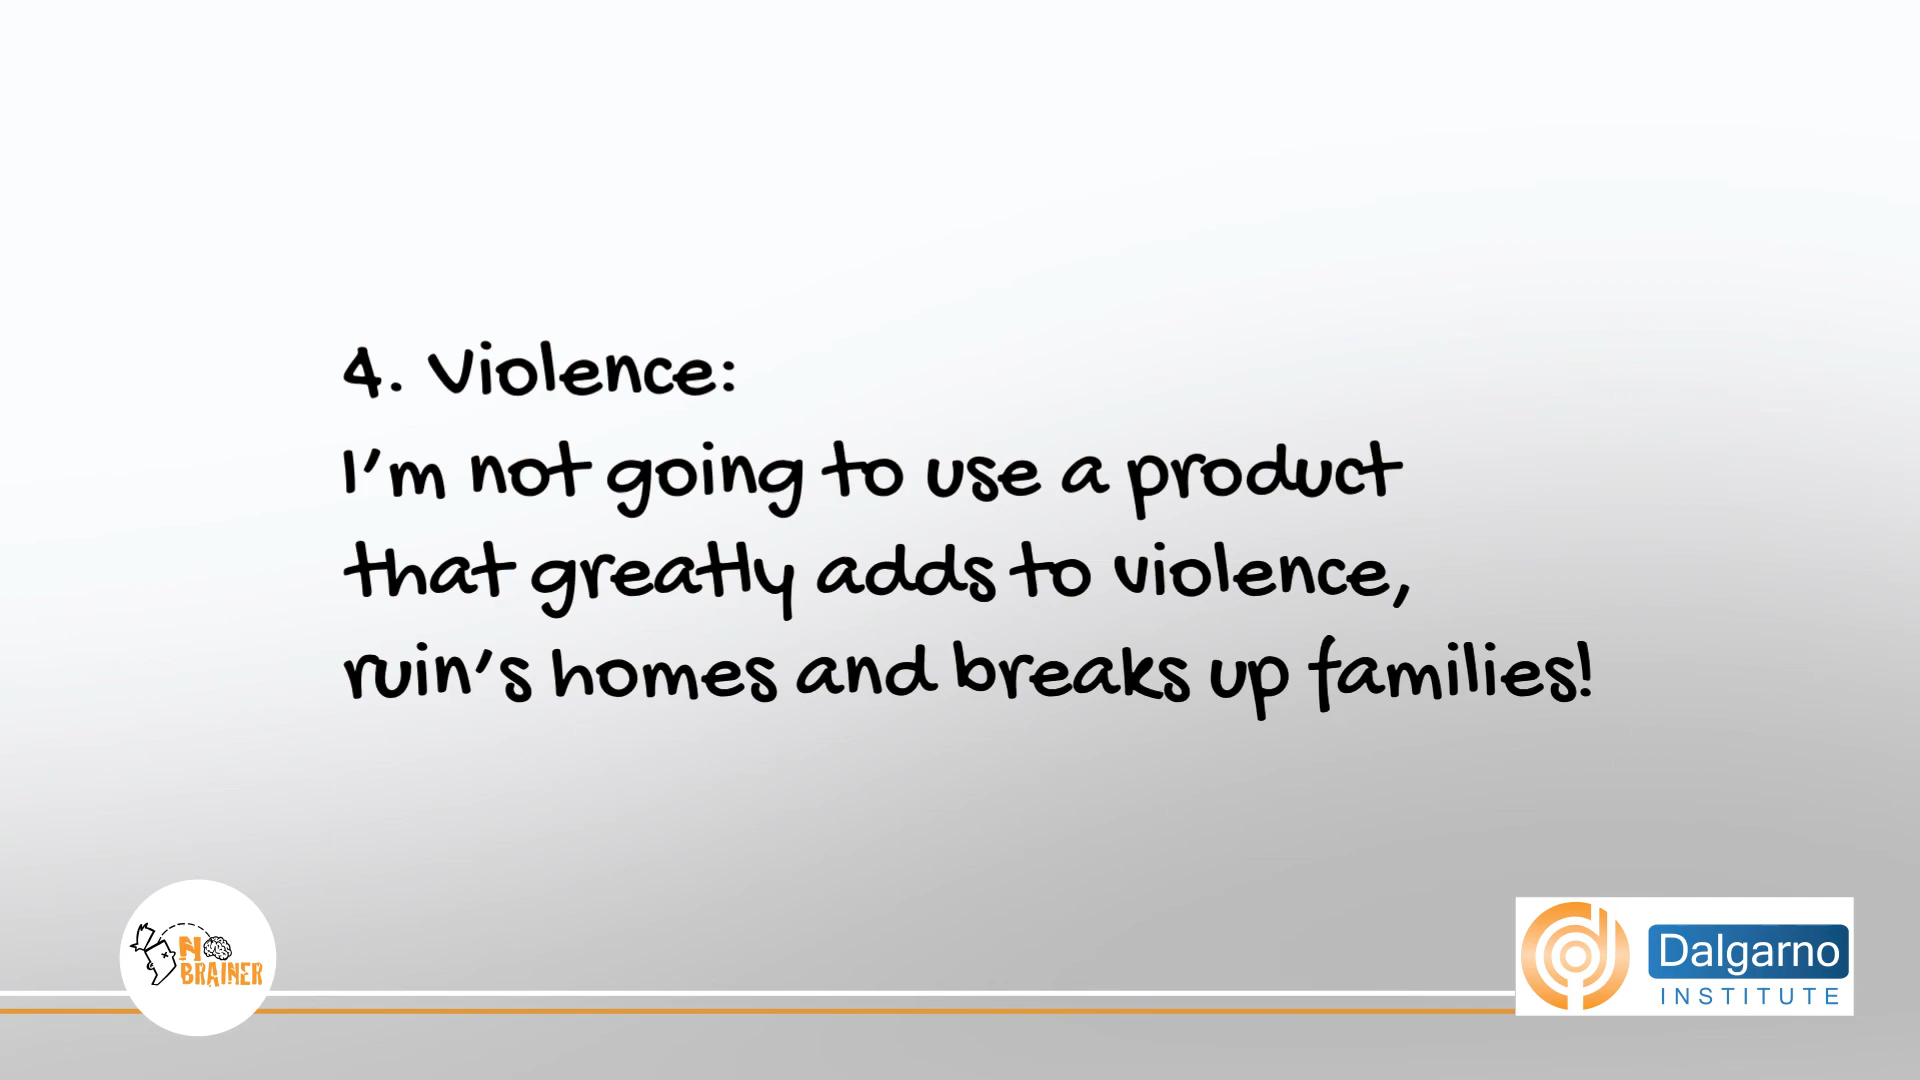 4. Violence:
I'm not going to use a product
that greatly adds to violence,
ruin's homes and breaks up families!
NO
BRAINER
Dalgarno
INSTITUTE